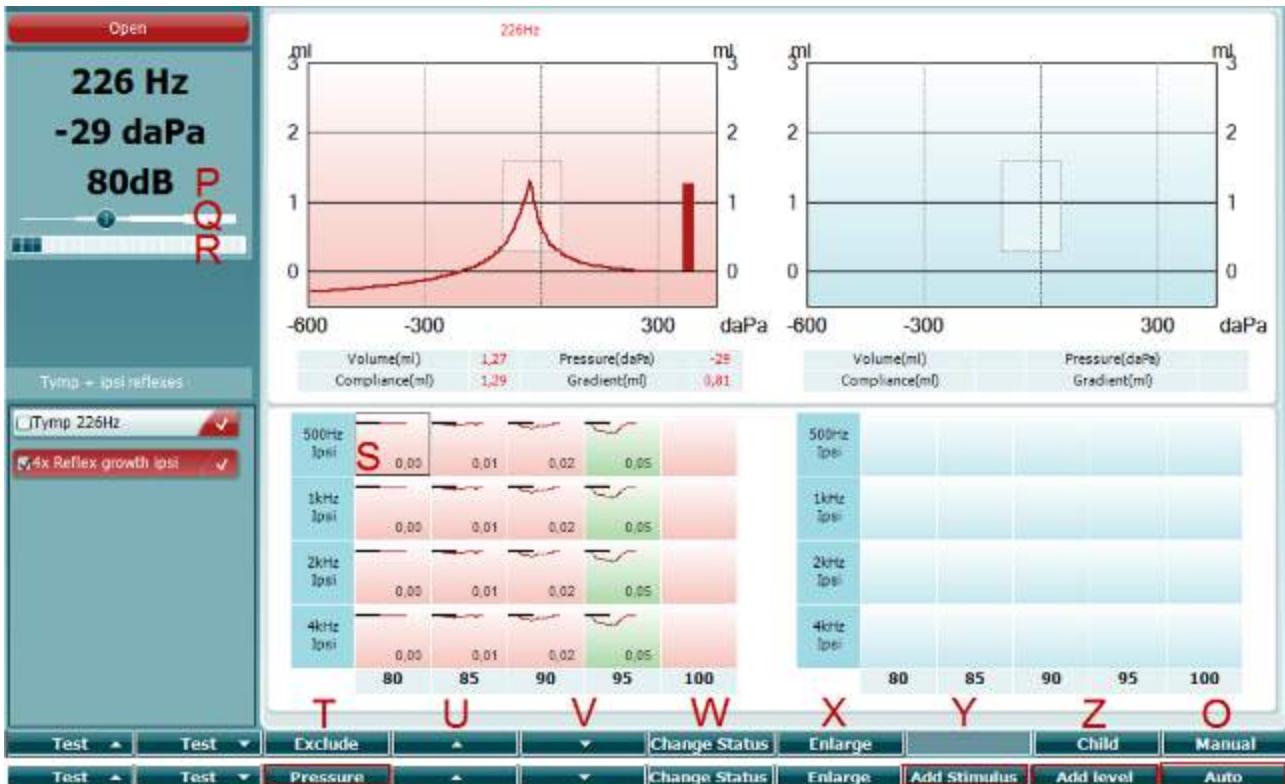 Open
226 Hz
-29 daPa
80dB P
Q
R
Tymp + ipsi reflexes
Tymp 226Hz
4x Reflex growth ipsi
226Hz
ml ml
3 3
2 2
1 1
0 0
-600 -300 300 daPa
Volume(ml) 1,27 Pressure(daPa) -29
Compliance(ml) 1,29 Gradient(ml) 0,81
ml ml
3 3
2 2
1 1
0 0
-600 -300 300 daPa
Volume(ml) Pressure(daPa)
Compliance(ml) Gradient(ml)
500Hz
Ipsi S 0,00 0,01 0,02 0,05
1kHz
Ipsi 0,00 0,01 0,02 0,05
2kHz
Ipsi 0,00 0,01 0,02 0,05
4kHz
Ipsi 0,00 0,01 0,02 0,05
80 85 90 95 100
500Hz
Ipsi
1kHz
Ipsi
2kHz
Ipsi
4kHz
Ipsi
80 85 90 95 100
T U V W X Y Z O
Test Test Exclude Change Status Enlarge Child Manual
Test Test Pressure Change Status Enlarge Add Stimulus Add level Auto